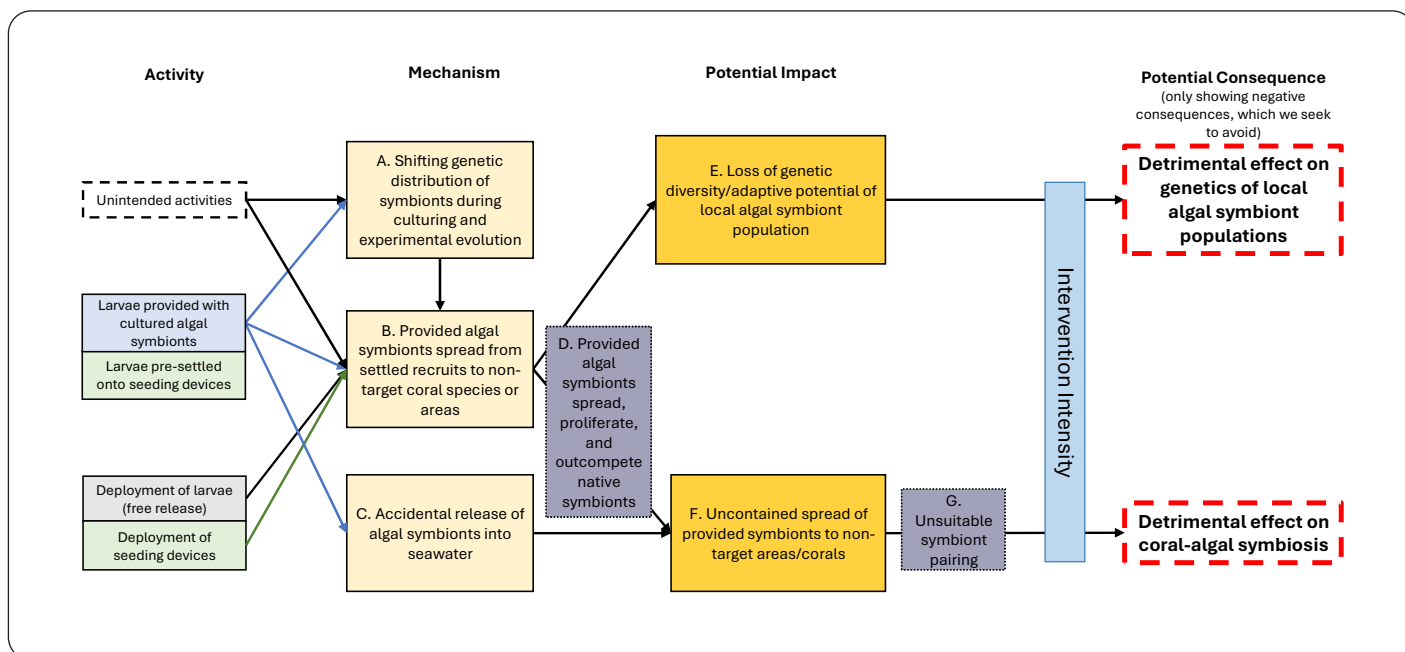 Activity
Mechanism
Potential Impact
Potential Consequence
(only showing negative
consequences, which we seek
to avoid)
Unintended activities
Larvae provided with
cultured algal
symbionts
Larvae pre-settled
onto seeding devices
Deployment of larvae
(free release)
Deployment of
seeding devices
A. Shifting genetic
distribution of
symbionts during
culturing and
experimental evolution
B. Provided algal
symbionts spread from
settled recruits to non-
target coral species or
areas
C. Accidental release of
algal symbionts into
seawater
D. Provided
algal
symbionts
spread,
proliferate,
and
outcompete
native
symbionts
E. Loss of genetic
diversity/adaptive potential of
local algal symbiont
population
F. Uncontained spread of
provided symbionts to non-
target areas/corals
G.
Unsuitable
symbiont
pairing
Intervention Intensity
Detrimental effect on
genetics of local
algal symbiont
populations
Detrimental effect on
coral-algal symbiosis